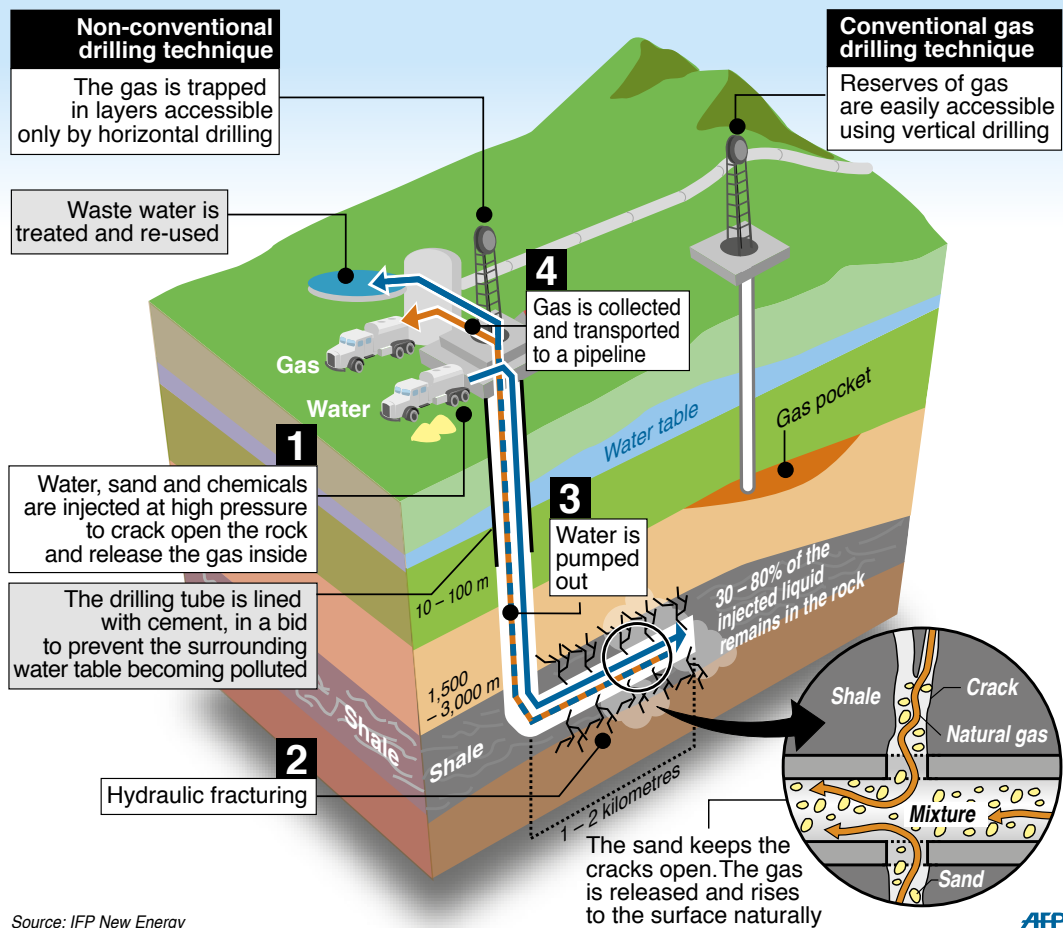 Non-conventional
drilling technique
The gas is trapped
in layers accessible
only by horizontal drilling
Conventional gas
drilling technique
Reserves of gas
are easily accessible
using vertical drilling
Waste water is
treated and re-used
4
Gas is collected
and transported
to a pipeline
Gas
Water
Water table
Gas pocket
1
Water, sand and chemicals
are injected at high pressure
to crack open the rock
and release the gas inside
3
Water is
pumped
out
10 – 100 m
The drilling tube is lined
with cement, in a bid
to prevent the surrounding
water table becoming polluted
30 – 80% of the
injected liquid
remains in the rock
1,500
– 3,000 m
Shale
Shale
2
Hydraulic fracturing
1 – 2 kilometres
Shale
Crack
Natural gas
Mixture
Sand
The sand keeps the
cracks open. The gas
is released and rises
to the surface naturally
Source: IFP New Energy
AFP